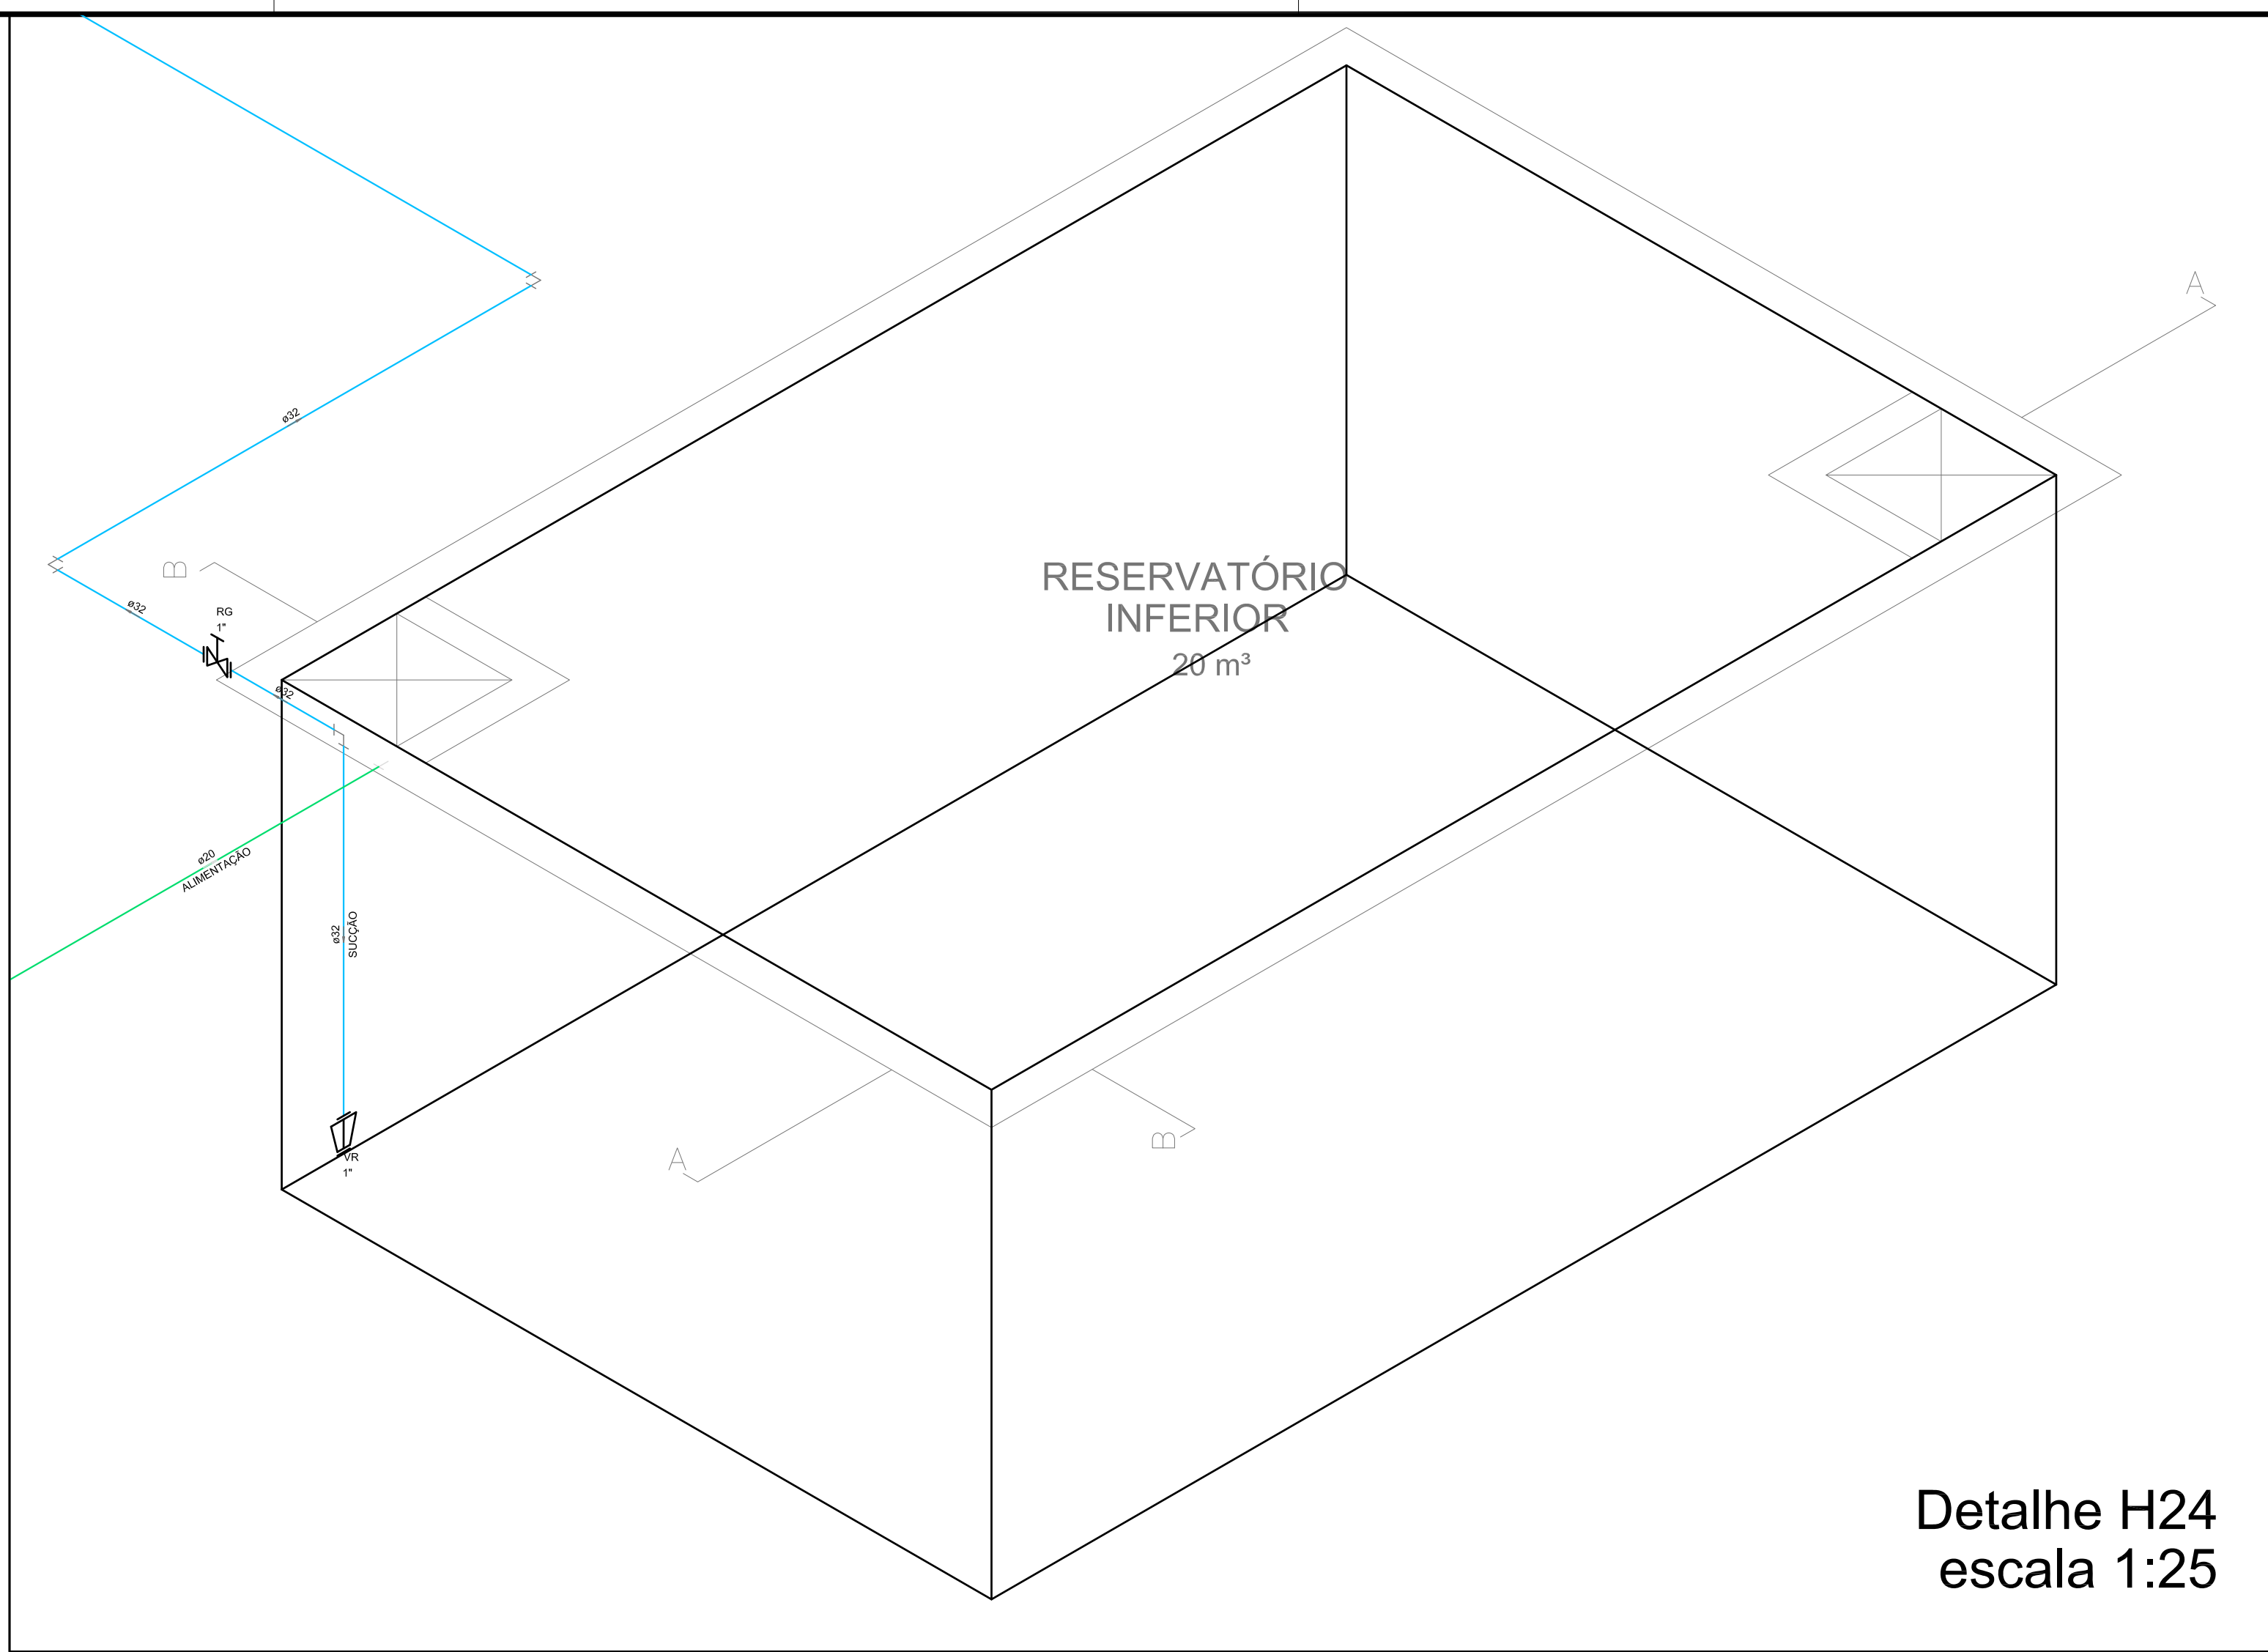 A
ø32
B
RESERVATÓRIO
INFERIOR
20 m³
ø32
RG
1"
ø32
ø20
ALIMENTAÇÃO
ø32
SUCÇÃO
VR
1"
A
B
Detalhe H24
escala 1:25